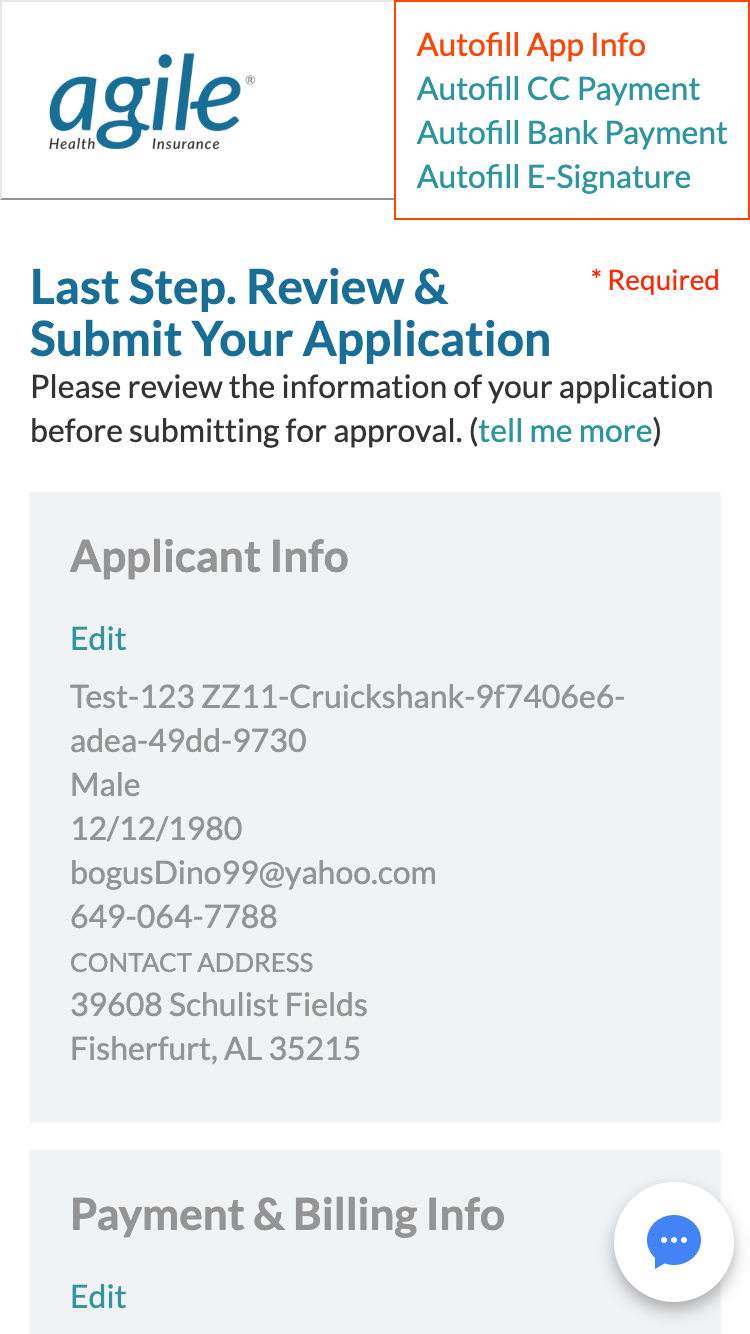 agile®
Health Insurance
Autofill App Info
Autofill CC Payment
Autofill Bank Payment
Autofill E-Signature
Last Step. Review &
Submit Your Application
* Required
Please review the information of your application
before submitting for approval. (tell me more)
Applicant Info
Edit
Test-123 ZZ11-Cruickshank-9f7406e6-
adea-49dd-9730
Male
12/12/1980
bogusDino99@yahoo.com
649-064-7788
CONTACT ADDRESS
39608 Schulist Fields
Fisherfurt, AL 35215
Payment & Billing Info
Edit